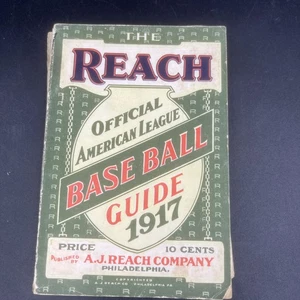 THE
REACH
OFFICIAL
AMERICAN LEAGUE
BASE BALL
GUIDE
1917
PRICE 10 CENTS
PUBLISHED BY A.J. REACH COMPANY
PHILADELPHIA.